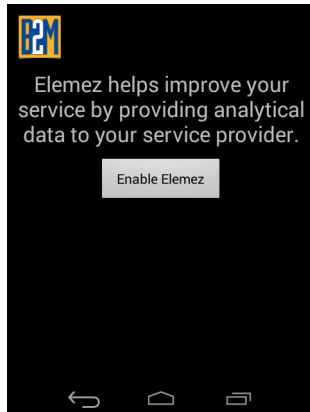 B2M
Elemez helps improve your
service by providing analytical
data to your service provider.
Enable Elemez